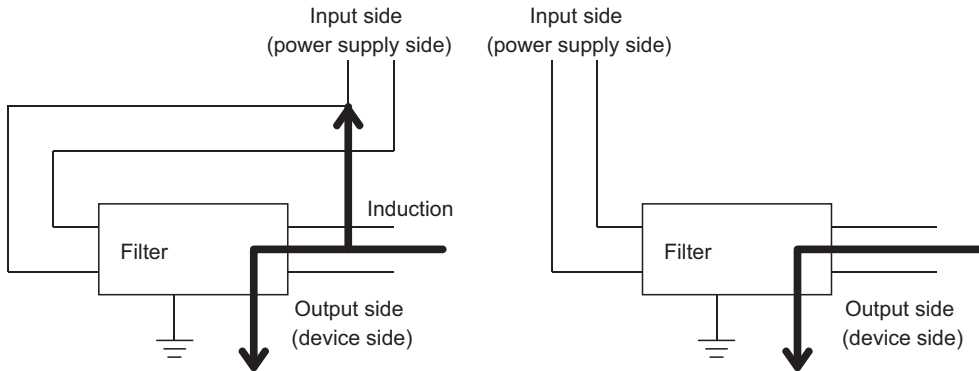 Input side
(power supply side)
Induction
Filter
Output side
(device side)
Input side
(power supply side)
Filter
Output side
(device side)